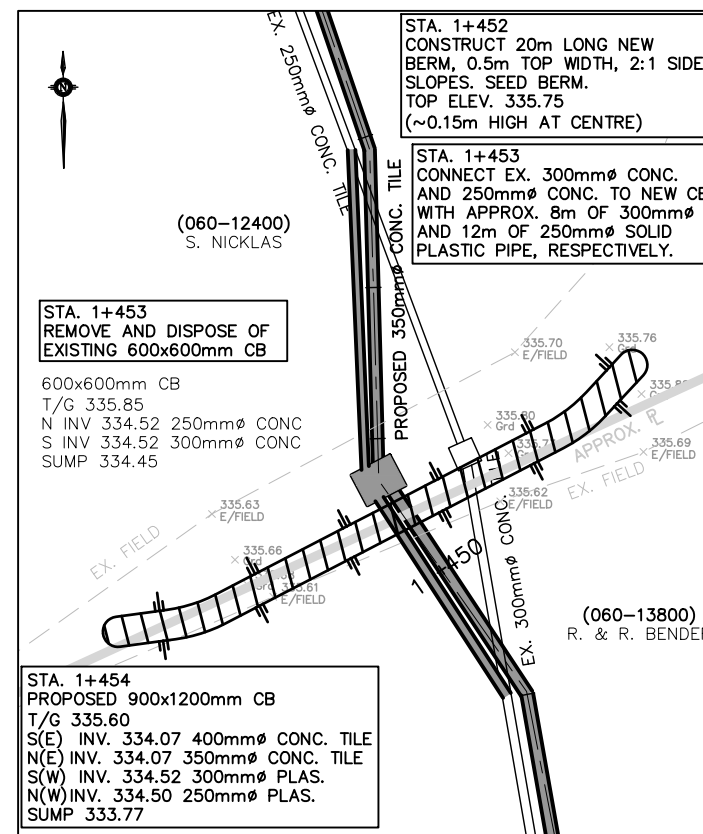 STA. 1+452
CONSTRUCT 20m LONG NEW
BERM, 0.5m TOP WIDTH, 2:1 SIDE
SLOPES. SEED BERM.
TOP ELEV. 335.75
(~0.15m HIGH AT CENTRE)
STA. 1+453
CONNECT EX. 300mmø CONC.
AND 250mmø CONC. TO NEW CB
WITH APPROX. 8m OF 300mmø
AND 12m OF 250mmø SOLID
PLASTIC PIPE, RESPECTIVELY.
N
EX. 250mmø CONC. TILE
PROPOSED 350mmø CONC. TILE
(060-12400)
S. NICKLAS
STA. 1+453
REMOVE AND DISPOSE OF
EXISTING 600x600mm CB
600x600mm CB
T/G 335.85
N INV 334.52 250mmø CONC
S INV 334.52 300mmø CONC
SUMP 334.45
335.70
E/FIELD
335.76
Grd
335.80
Grd
APPROX. PL
335.69
E/FIELD
335.62
E/FIELD
EX. FIELD
335.63
E/FIELD
EX. FIELD
335.66
Grd
335.61
E/FIELD
1+450
EX. 300mmø CONC. TILE
(060-13800)
R. & R. BENDER
STA. 1+454
PROPOSED 900x1200mm CB
T/G 335.60
S(E) INV. 334.07 400mmø CONC. TILE
N(E) INV. 334.07 350mmø CONC. TILE
S(W) INV. 334.52 300mmø PLAS.
N(W) INV. 334.50 250mmø PLAS.
SUMP 333.77